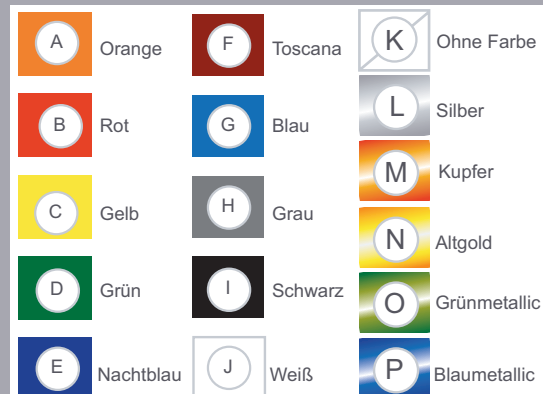 A Orange
B Rot
C Gelb
D Grün
E Nachtblau
F Toscana
G Blau
H Grau
I Schwarz
J Weiß
K Ohne Farbe
L Silber
M Kupfer
N Altgold
O Grünmetallic
P Blaumetallic